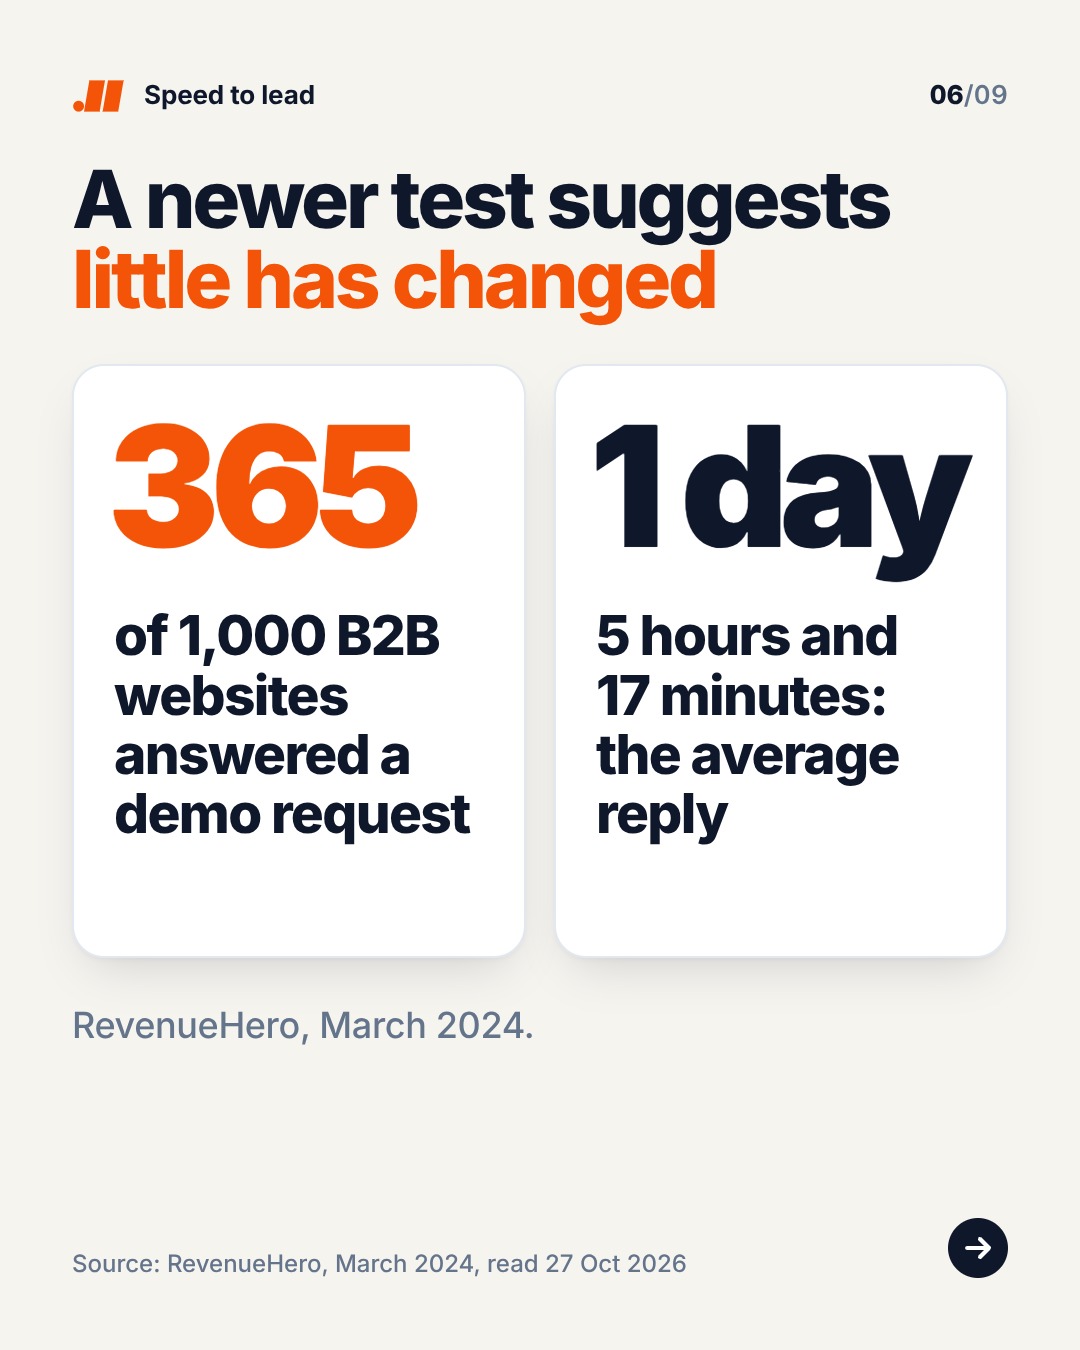 Speed to lead
06/09
A newer test suggests
little has changed
365
of 1,000 B2B
websites
answered a
demo request
1 day
5 hours and
17 minutes:
the average
reply
RevenueHero, March 2024.
Source: RevenueHero, March 2024, read 27 Oct 2026